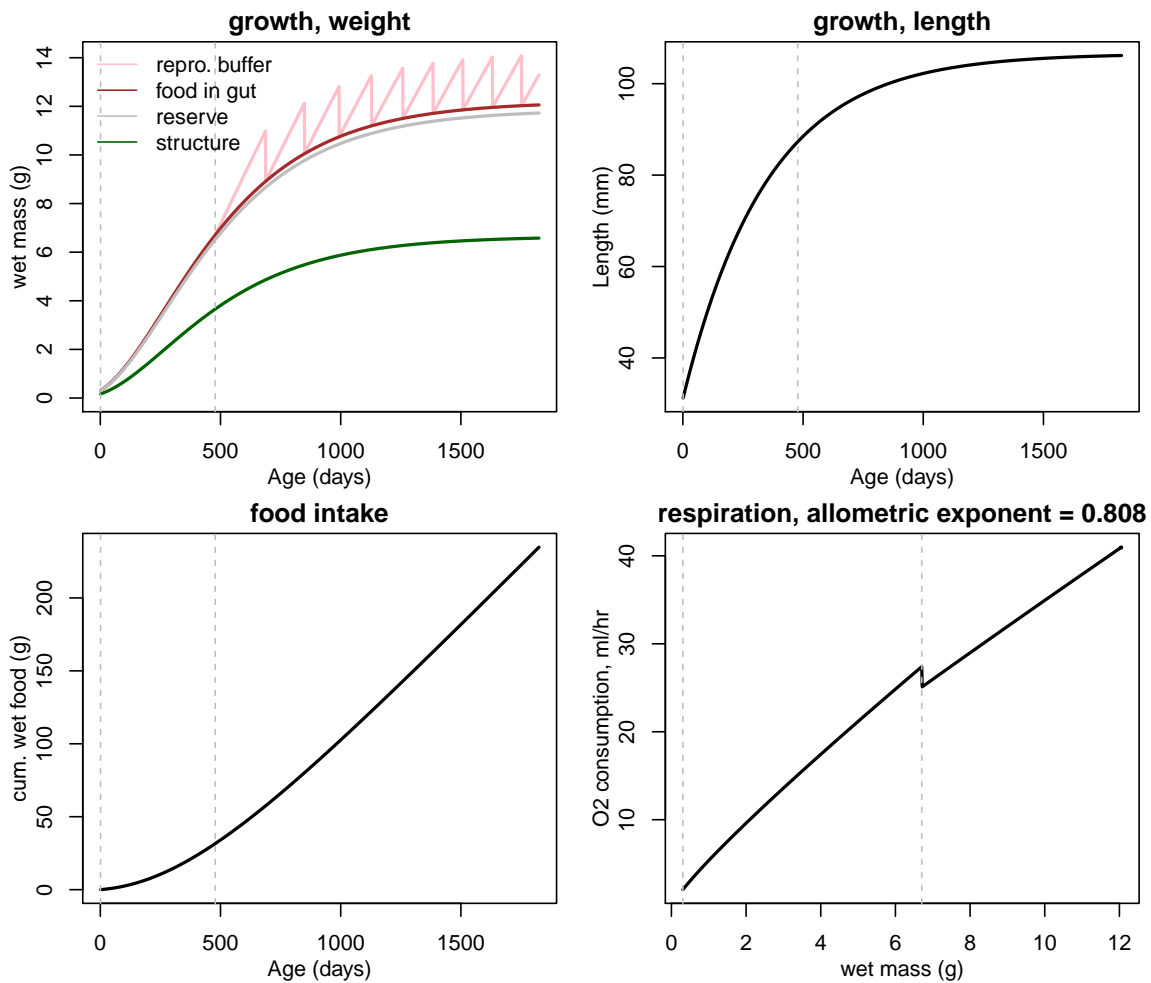 growth, weight
wet mass (g)
14
12
10
8
6
4
2
0
repro. buffer
food in gut
reserve
structure
0 500 1000 1500
Age (days)
growth, length
Length (mm)
100
80
60
40
0 500 1000 1500
Age (days)
food intake
cum. wet food (g)
200
150
100
50
0
0 500 1000 1500
Age (days)
respiration, allometric exponent = 0.808
O2 consumption, ml/hr
40
30
20
10
0 2 4 6 8 10 12
wet mass (g)